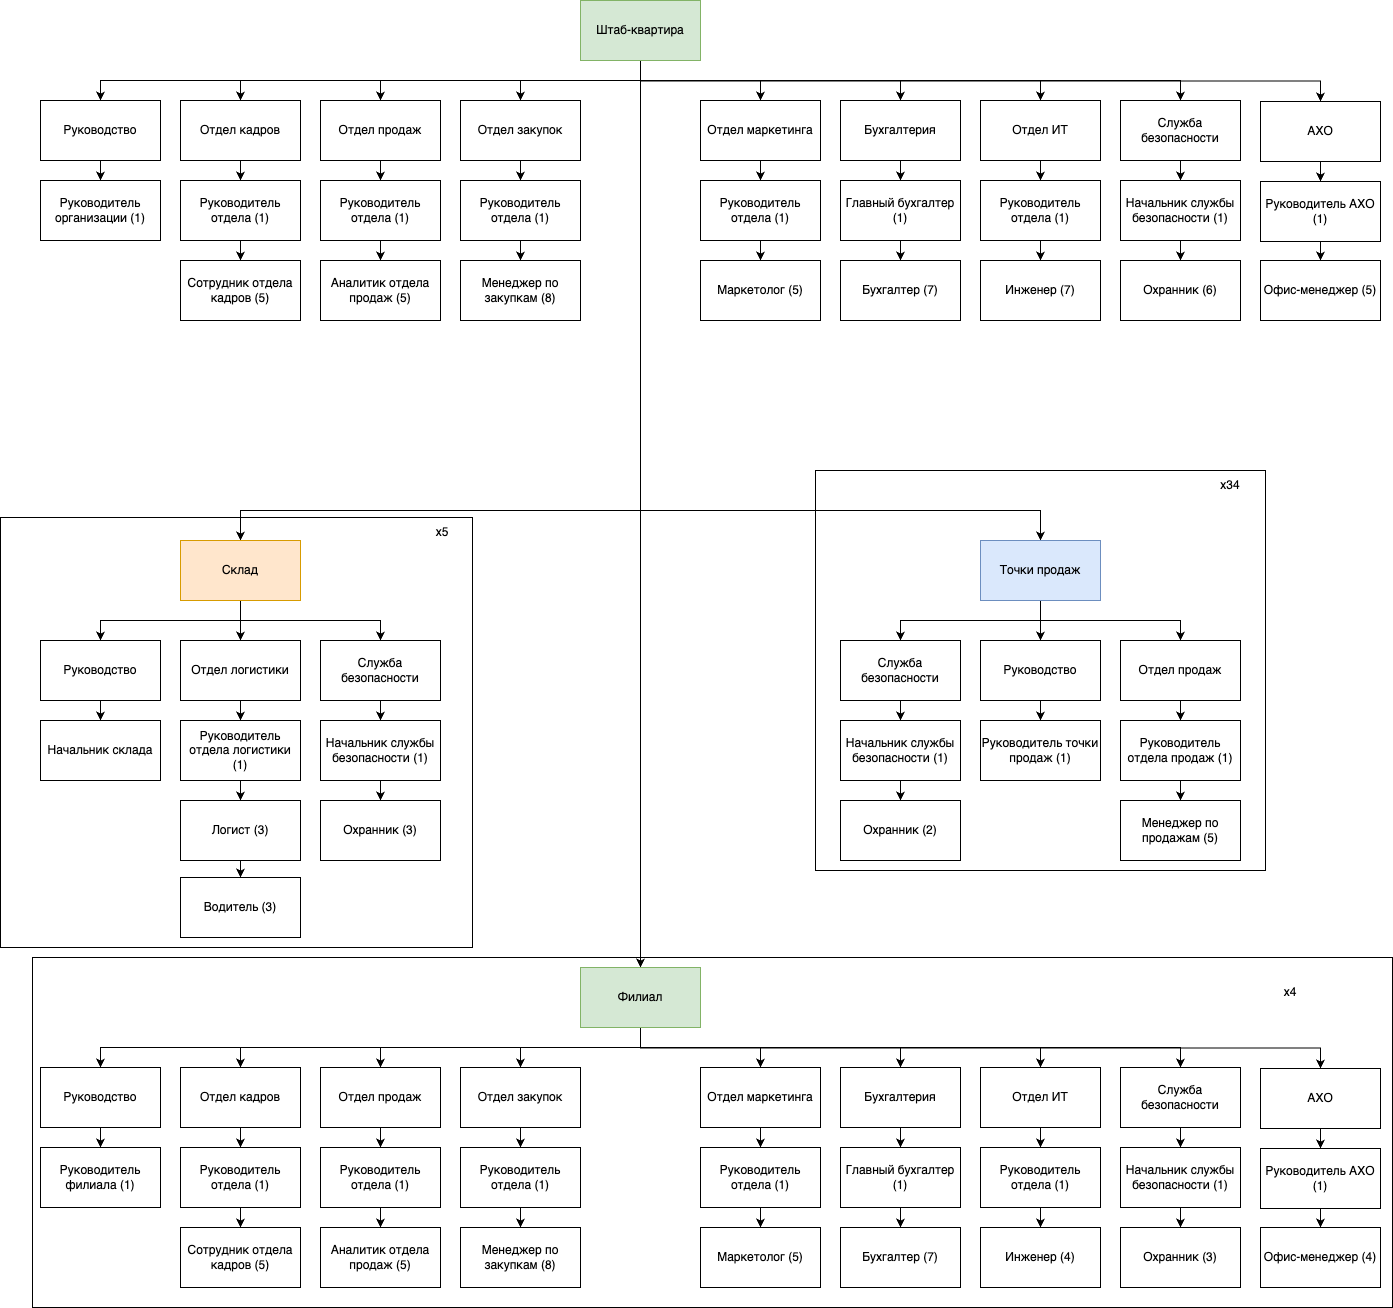 Штаб-квартира
Руководство
Отдел кадров
Отдел продаж
Отдел закупок
Отдел маркетинга
Бухгалтерия
Отдел ИТ
Служба
безопасности
АХО
Руководитель
организации (1)
Руководитель
отдела (1)
Руководитель
отдела (1)
Руководитель
отдела (1)
Руководитель
отдела (1)
Главный бухгалтер
(1)
Руководитель
отдела (1)
Начальник службы
безопасности (1)
Руководитель АХО
(1)
Сотрудник отдела
кадров (5)
Аналитик отдела
продаж (5)
Менеджер по
закупкам (8)
Маркетолог (5)
Бухгалтер (7)
Инженер (7)
Охранник (6)
Офис-менеджер (5)
x5
Склад
Руководство
Отдел логистики
Служба
безопасности
Начальник склада
Руководитель
отдела логистики
(1)
Начальник службы
безопасности (1)
Логист (3)
Охранник (3)
Водитель (3)
x34
Точки продаж
Служба
безопасности
Руководство
Отдел продаж
Начальник службы
безопасности (1)
Руководитель точки
продаж (1)
Руководитель
отдела продаж (1)
Охранник (2)
Менеджер по
продажам (5)
Филиал
x4
Руководство
Отдел кадров
Отдел продаж
Отдел закупок
Отдел маркетинга
Бухгалтерия
Отдел ИТ
Служба
безопасности
АХО
Руководитель
филиала (1)
Руководитель
отдела (1)
Руководитель
отдела (1)
Руководитель
отдела (1)
Руководитель
отдела (1)
Главный бухгалтер
(1)
Руководитель
отдела (1)
Начальник службы
безопасности (1)
Руководитель АХО
(1)
Сотрудник отдела
кадров (5)
Аналитик отдела
продаж (5)
Менеджер по
закупкам (8)
Маркетолог (5)
Бухгалтер (7)
Инженер (4)
Охранник (3)
Офис-менеджер (4)